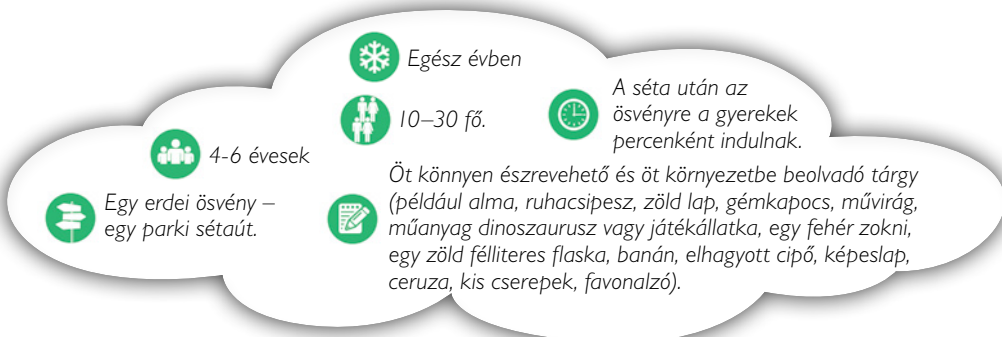 Egész évben
10–30 fő.
A séta után az
ösvényre a gyerekek
percenként indulnak.
4-6 évesek
Egy erdei ösvény –
egy parki sétaút.
Öt könnyen észrevehető és öt környezetbe beolvadó tárgy
(például alma, ruhacsipesz, zöld lap, gémkapocs, művirág,
műanyag dinoszaurusz vagy játékállatka, egy fehér zokni,
egy zöld félliteres flaska, banán, elhagyott cipő, képeslap,
ceruza, kis cserepek, favonalzó).